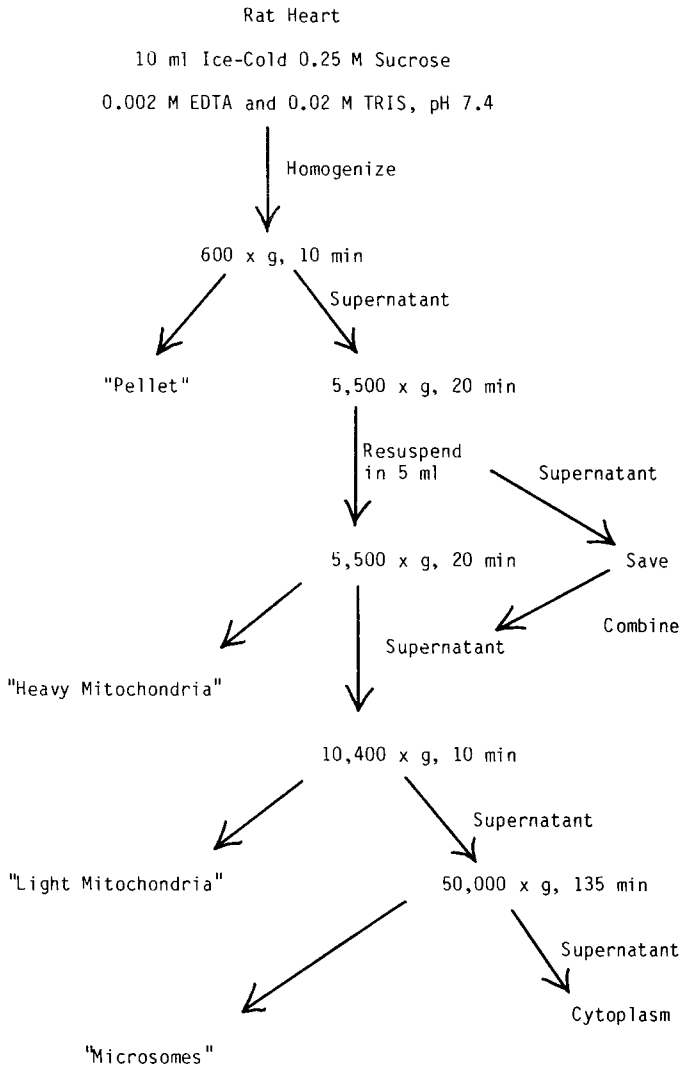 Rat Heart
10 ml Ice-Cold 0.25 M Sucrose
0.002 M EDTA and 0.02 M TRIS, pH 7.4
Homogenize
600 x g, 10 min
Supernatant
"Pellet"
5,500 x g, 20 min
Resuspend
in 5 ml
Supernatant
5,500 x g, 20 min
Save
Combine
Supernatant
"Heavy Mitochondria"
10,400 x g, 10 min
Supernatant
"Light Mitochondria"
50,000 x g, 135 min
Supernatant
Cytoplasm
"Microsomes"